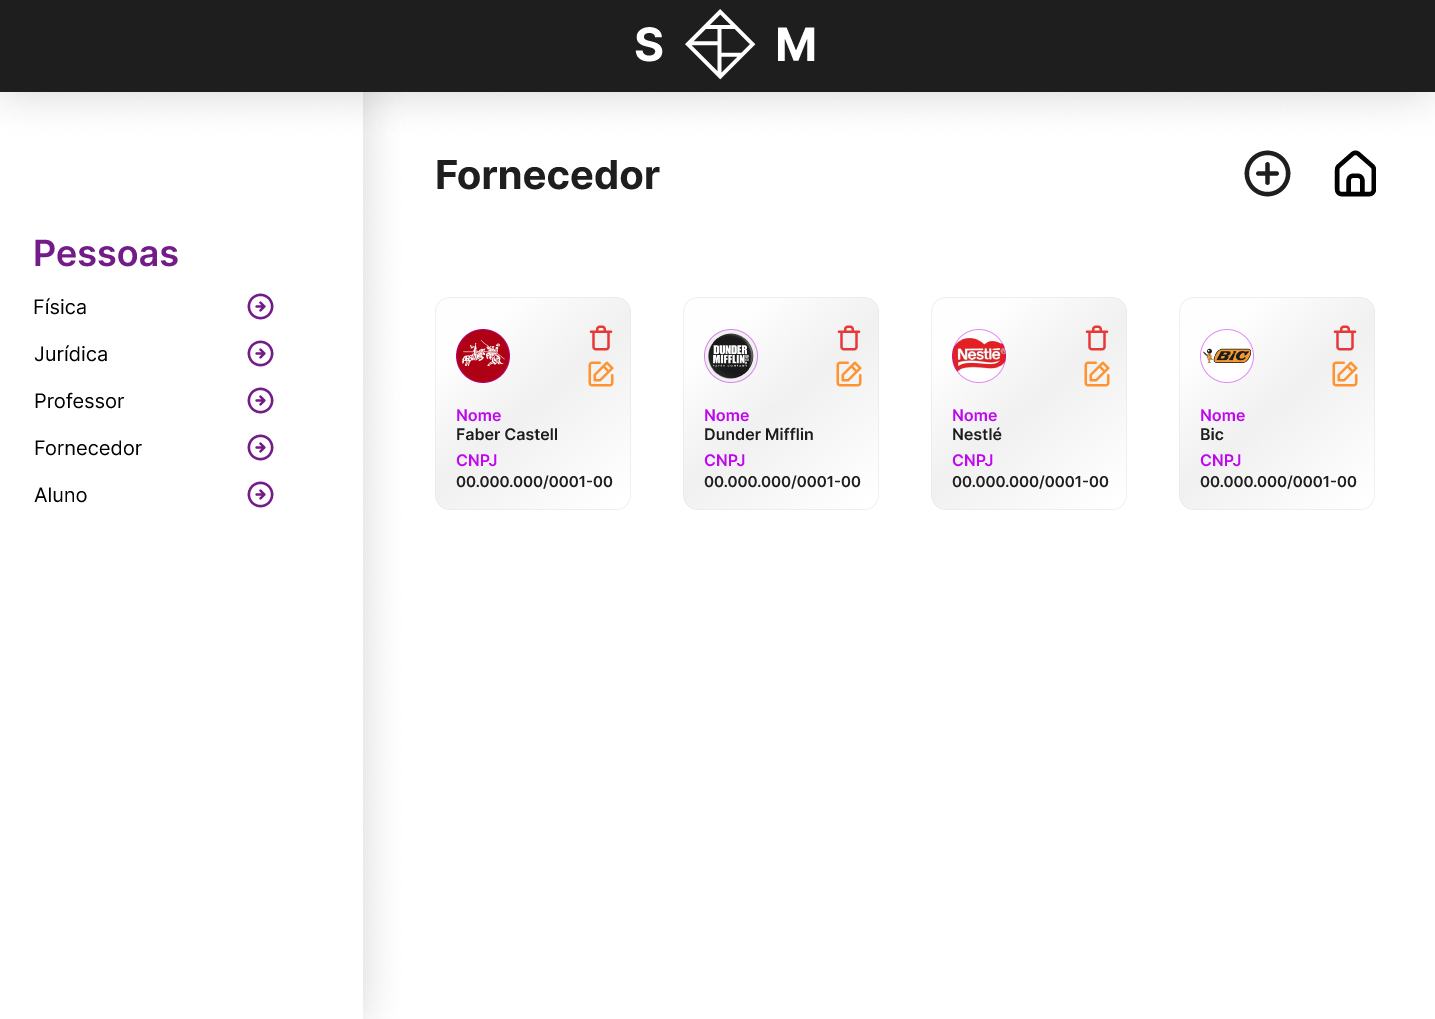 S M
Fornecedor
Pessoas
Física
Jurídica
Professor
Fornecedor
Aluno
Nome
Faber Castell
CNPJ
00.000.000/0001-00
DUNDER
MIFFLIN
PAPER COMPANY
Nome
Dunder Mifflin
CNPJ
00.000.000/0001-00
Nestlé
Nome
Nestlé
CNPJ
00.000.000/0001-00
BIC
Nome
Bic
CNPJ
00.000.000/0001-00